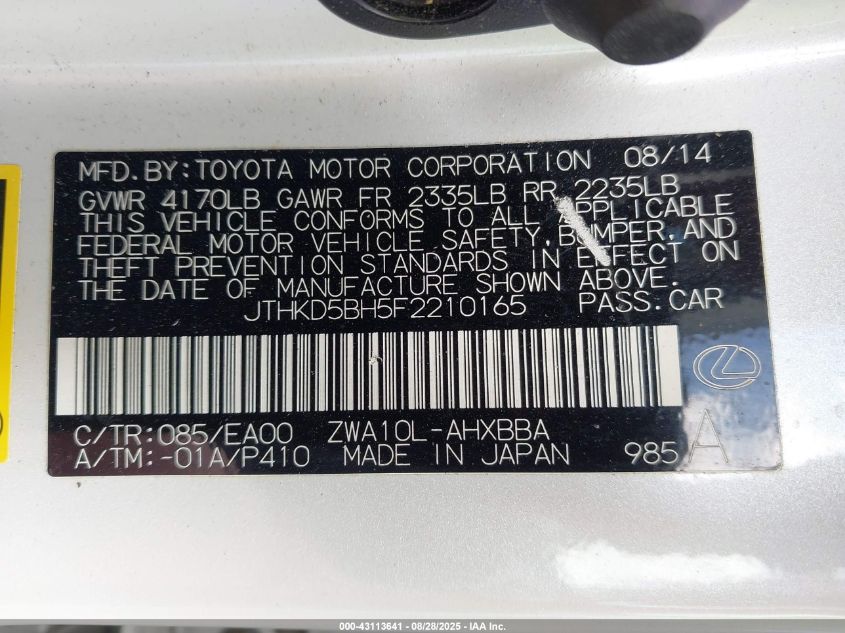 MFD. BY: TOYOTA MOTOR CORPORATION 08/14
GVWR 4170LB GAWR FR 2335LB RR 2235LB
THIS VEHICLE CONFORMS TO ALL APPLICABLE
FEDERAL MOTOR VEHICLE SAFETY, BUMPER, AND
THEFT PREVENTION STANDARDS IN EFFECT ON
THE DATE OF MANUFACTURE SHOWN ABOVE.
JTHKD5BH5F2210165 PASS. CAR
C/TR: 085/EA00 ZWA10L-AHXBBA
A/TM: -01A/P410 MADE IN JAPAN 985 A
000-43113641 - 08/28/2025 - IAA Inc.